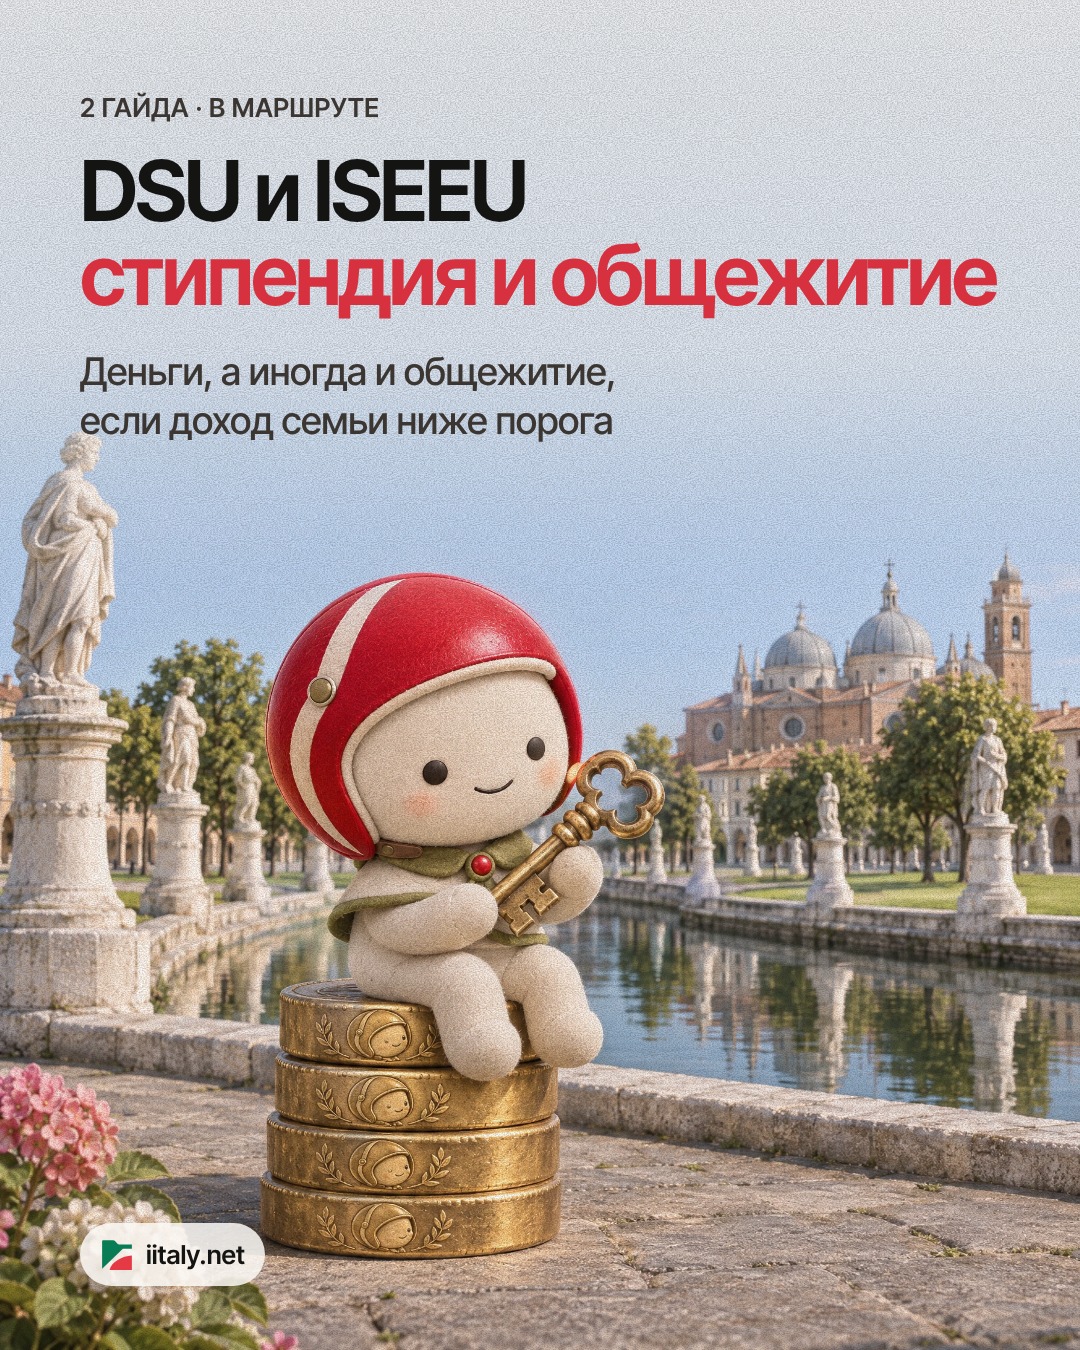 2 ГАЙДА · В МАРШРУТЕ
DSU и ISEEU
стипендия и общежитие
Деньги, а иногда и общежитие,
если доход семьи ниже порога
iitaly.net